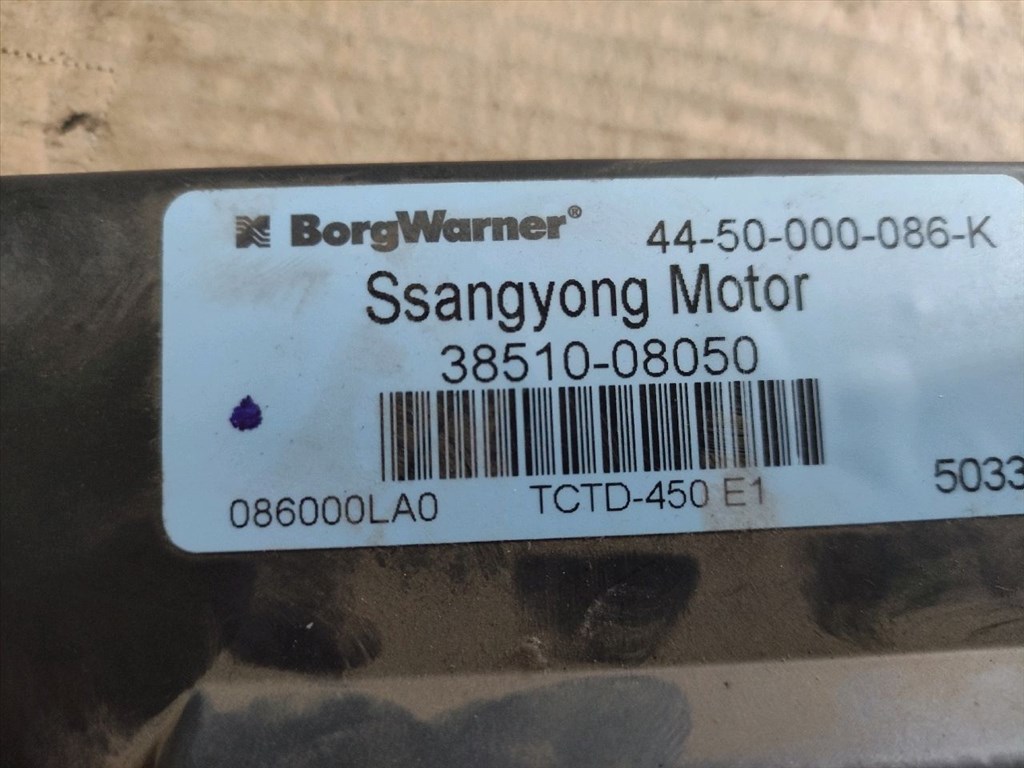 BorgWarner® 44-50-000-086-K
Ssangyong Motor
38510-08050
086000LA0 TCTD-450 E1 5033